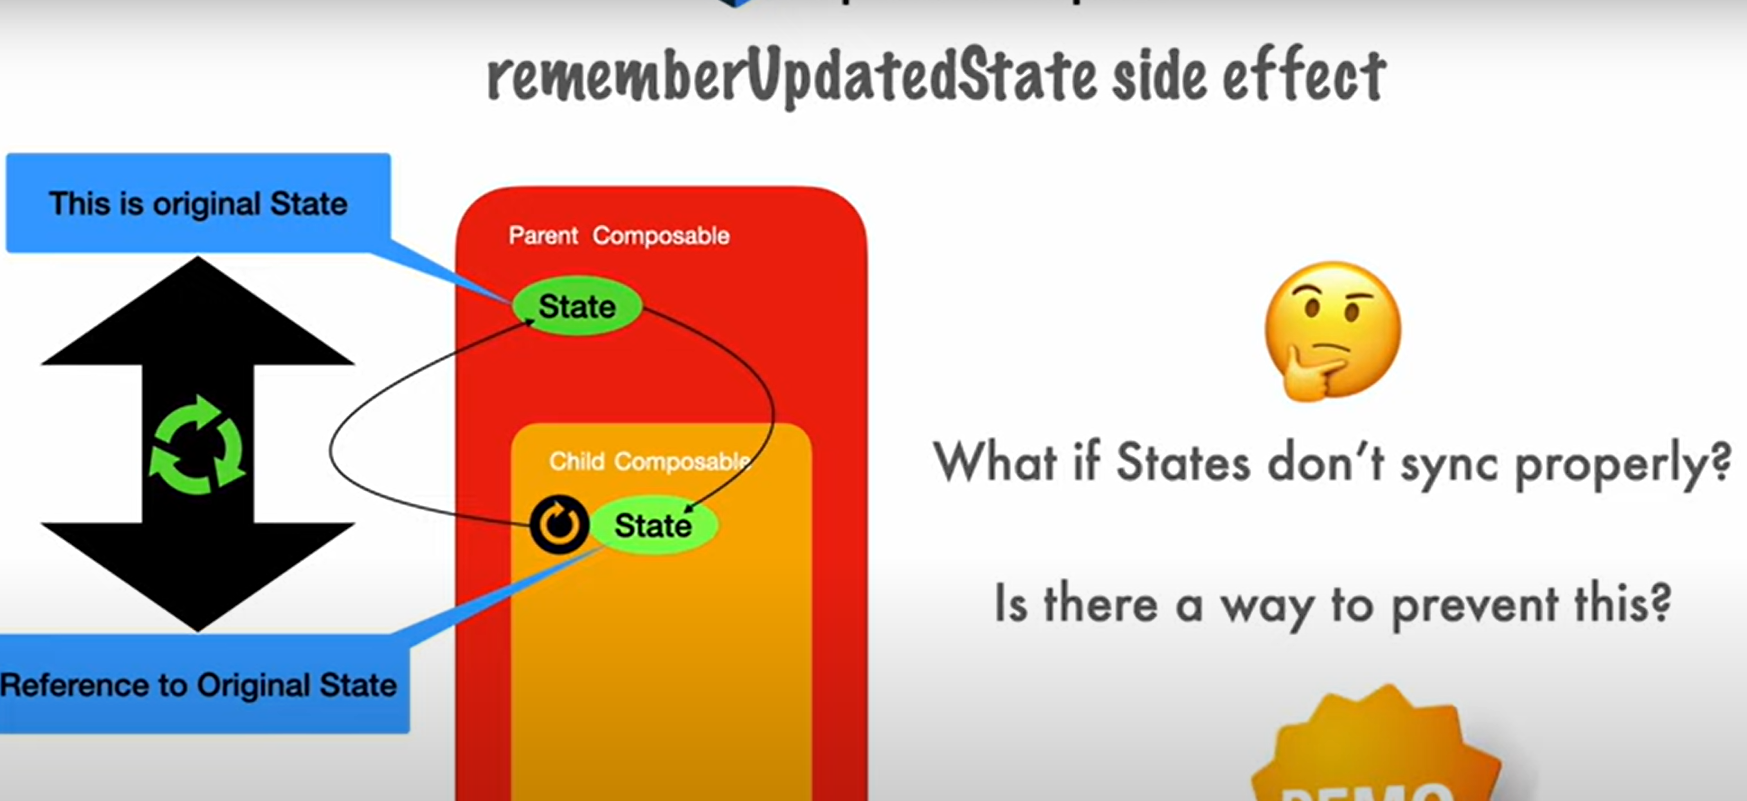 rememberUpdatedState side effect
This is original State
Parent Composable
State
What if States don't sync properly?
Child Composable
State
Is there a way to prevent this?
Reference to Original State
DEMO